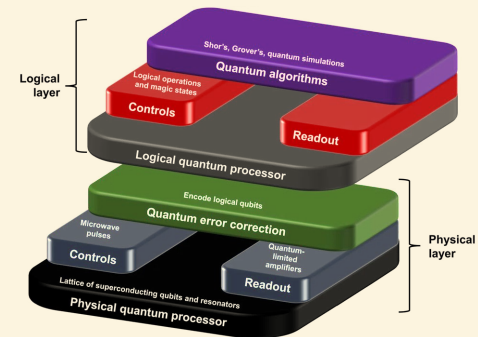 Shor's, Grover's, quantum simulations
Quantum algorithms
Logical
layer
Logical operations
and magic states
Controls
Readout
Logical quantum processor
Encode logical qubits
Quantum error correction
Microwave
pulses
Controls
Quantum-
limited
amplifiers
Readout
Physical
layer
Lattice of superconducting qubits and resonators
Physical quantum processor